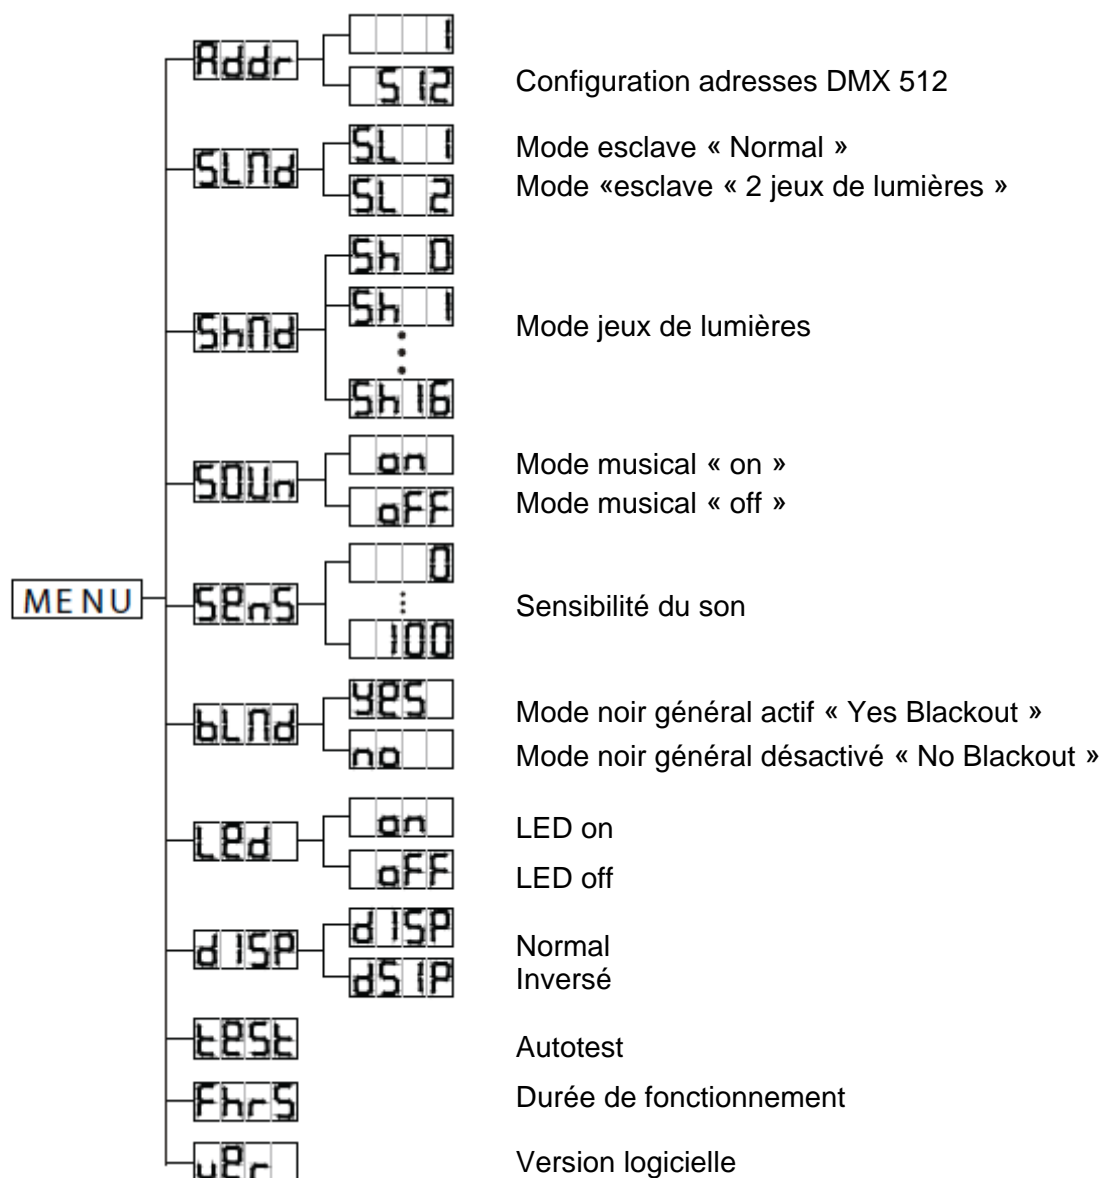 1
Addr
512 Configuration adresses DMX 512
SL 1 Mode esclave « Normal »
SLMd
SL 2 Mode «esclave « 2 jeux de lumières »
Sh 0
Sh 1
ShMd Mode jeux de lumières
Sh16
on Mode musical « on »
SOUn
oFF Mode musical « off »
0
MENU SEnS Sensibilité du son
100
YES Mode noir général actif « Yes Blackout »
bLMd
no Mode noir général désactivé « No Blackout »
on LED on
Led
oFF LED off
dISP Normal
dISP
dSIP Inversé
tESt Autotest
FhrS Durée de fonctionnement
vEr Version logicielle